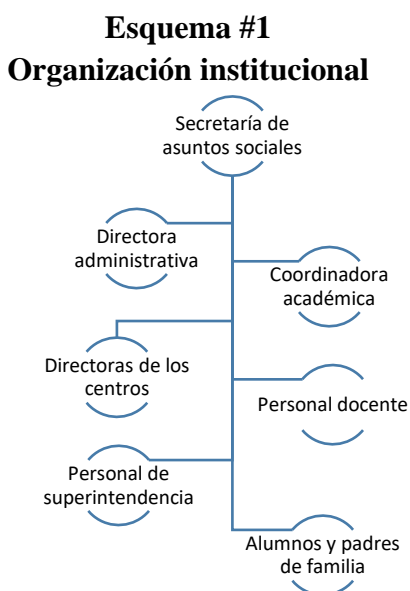 Esquema #1
Organización institucional
Secretaría de
asuntos sociales
Directora
administrativa
Coordinadora
académica
Directoras de los
centros
Personal docente
Personal de
superintendencia
Alumnos y padres
de familia